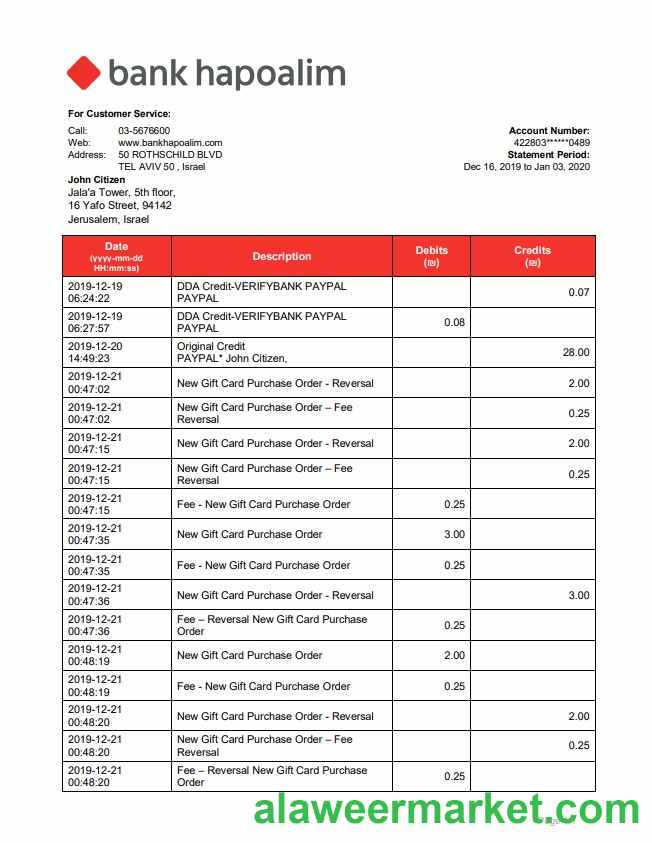 bank hapoalim
For Customer Service:
Call: 03-5676600
Web: www.bankhapoalim.com
Address: 50 ROTHSCHILD BLVD
TEL AVIV 50 , Israel
Account Number:
422803******0489
Statement Period:
Dec 16, 2019 to Jan 03, 2020
John Citizen
Jala'a Tower, 5th floor,
16 Yafo Street, 94142
Jerusalem, Israel
Date
(yyyy-mm-dd
HH:mm:ss)
Description
Debits
(₪)
Credits
(₪)
2019-12-19
06:24:22
DDA Credit-VERIFYBANK PAYPAL
PAYPAL
0.07
2019-12-19
06:27:57
DDA Credit-VERIFYBANK PAYPAL
PAYPAL
0.08
2019-12-20
14:49:23
Original Credit
PAYPAL* John Citizen,
28.00
2019-12-21
00:47:02
New Gift Card Purchase Order - Reversal
2.00
2019-12-21
00:47:02
New Gift Card Purchase Order – Fee
Reversal
0.25
2019-12-21
00:47:15
New Gift Card Purchase Order - Reversal
2.00
2019-12-21
00:47:15
New Gift Card Purchase Order – Fee
Reversal
0.25
2019-12-21
00:47:15
Fee - New Gift Card Purchase Order
0.25
2019-12-21
00:47:35
New Gift Card Purchase Order
3.00
2019-12-21
00:47:35
Fee - New Gift Card Purchase Order
0.25
2019-12-21
00:47:36
New Gift Card Purchase Order - Reversal
3.00
2019-12-21
00:47:36
Fee – Reversal New Gift Card Purchase
Order
0.25
2019-12-21
00:48:19
New Gift Card Purchase Order
2.00
2019-12-21
00:48:19
Fee - New Gift Card Purchase Order
0.25
2019-12-21
00:48:20
New Gift Card Purchase Order - Reversal
2.00
2019-12-21
00:48:20
New Gift Card Purchase Order – Fee
Reversal
0.25
2019-12-21
00:48:20
Fee – Reversal New Gift Card Purchase
Order
0.25
alaweermarket.com